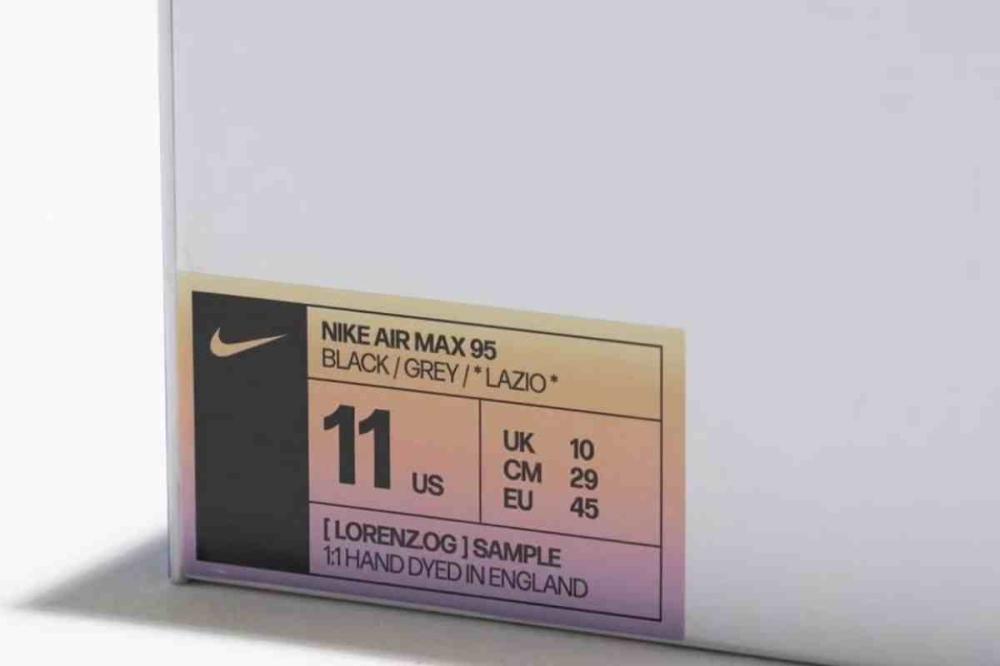 NIKE AIR MAX 95
BLACK / GREY / * LAZIO *
11 US
UK 10
CM 29
EU 45
[ LORENZ.OG ] SAMPLE
1:1 HAND DYED IN ENGLAND